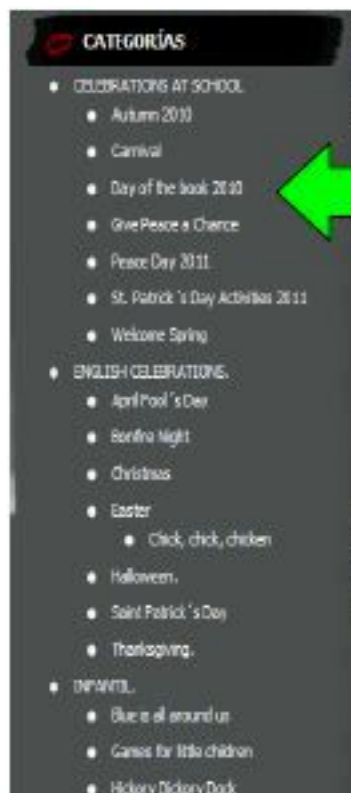 CATEGORÍAS
CELEBRATIONS AT SCHOOL
Autumn 2010
Carnival
Day of the book 2010
Give Peace a Chance
Peace Day 2011
St. Patrick´s Day Activities 2011
Welcome Spring
ENGLISH CELEBRATIONS.
April Fool´s Day
Bonfire Night
Christmas
Easter
Chick, chick, chicken
Halloween.
Saint Patrick´s Day
Thanksgiving.
INFANTIL.
Blue is all around us
Games for little children
Hickory Dickory Dock